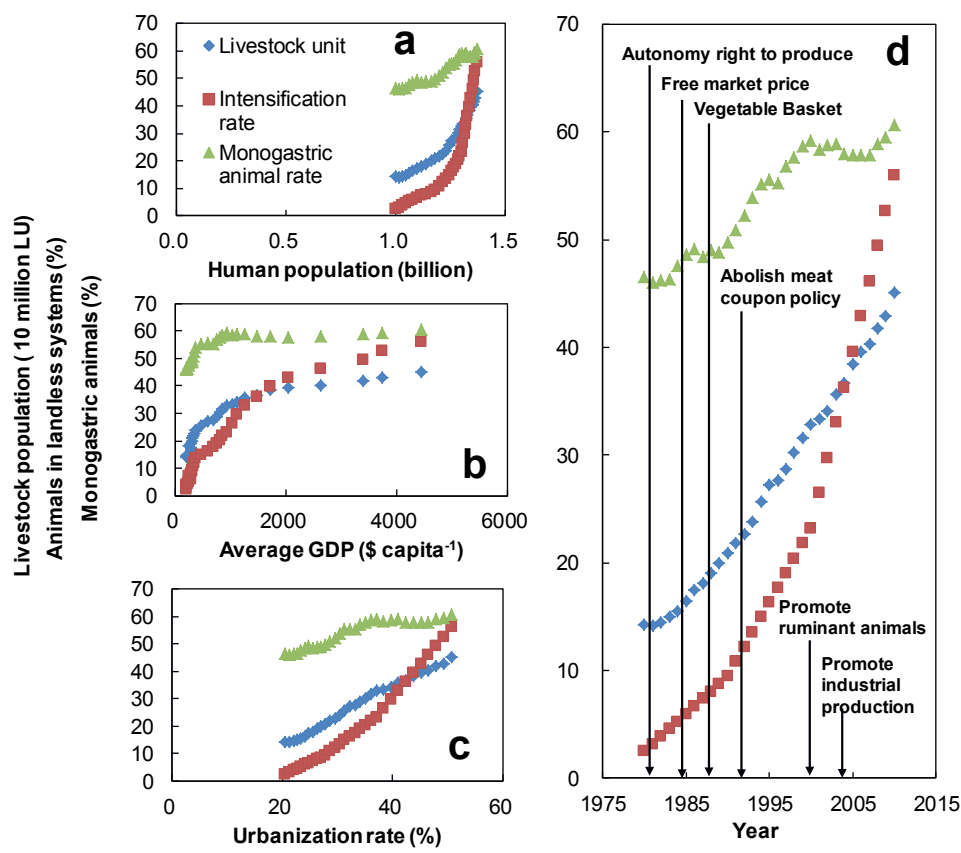 Livestock population ( 10 million LU)
Animals in landless systems (%)
Monogastric animals (%)
a
70
60
50
40
30
20
10
0
Livestock unit
Intensification
rate
Monogastric
animal rate
0.0
0.5
1.0
1.5
Human population (billion)
b
70
60
50
40
30
20
10
0
0
2000
4000
6000
Average GDP ($ capita⁻¹)
c
70
60
50
40
30
20
10
0
0
20
40
60
Urbanization rate (%)
d
70
60
50
40
30
20
10
0
Autonomy right to produce
Free market price
Vegetable Basket
Abolish meat
coupon policy
Promote
ruminant animals
Promote
industrial
production
1975
1985
1995
2005
2015
Year